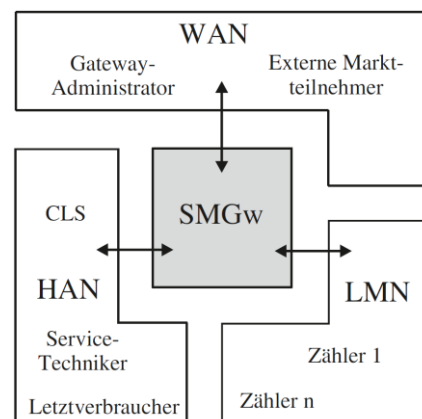 WAN
Gateway-
Administrator
Externe Markt-
teilnehmer
SMGw
CLS
HAN
Service-
Techniker
Letztverbraucher
LMN
Zähler 1
Zähler n